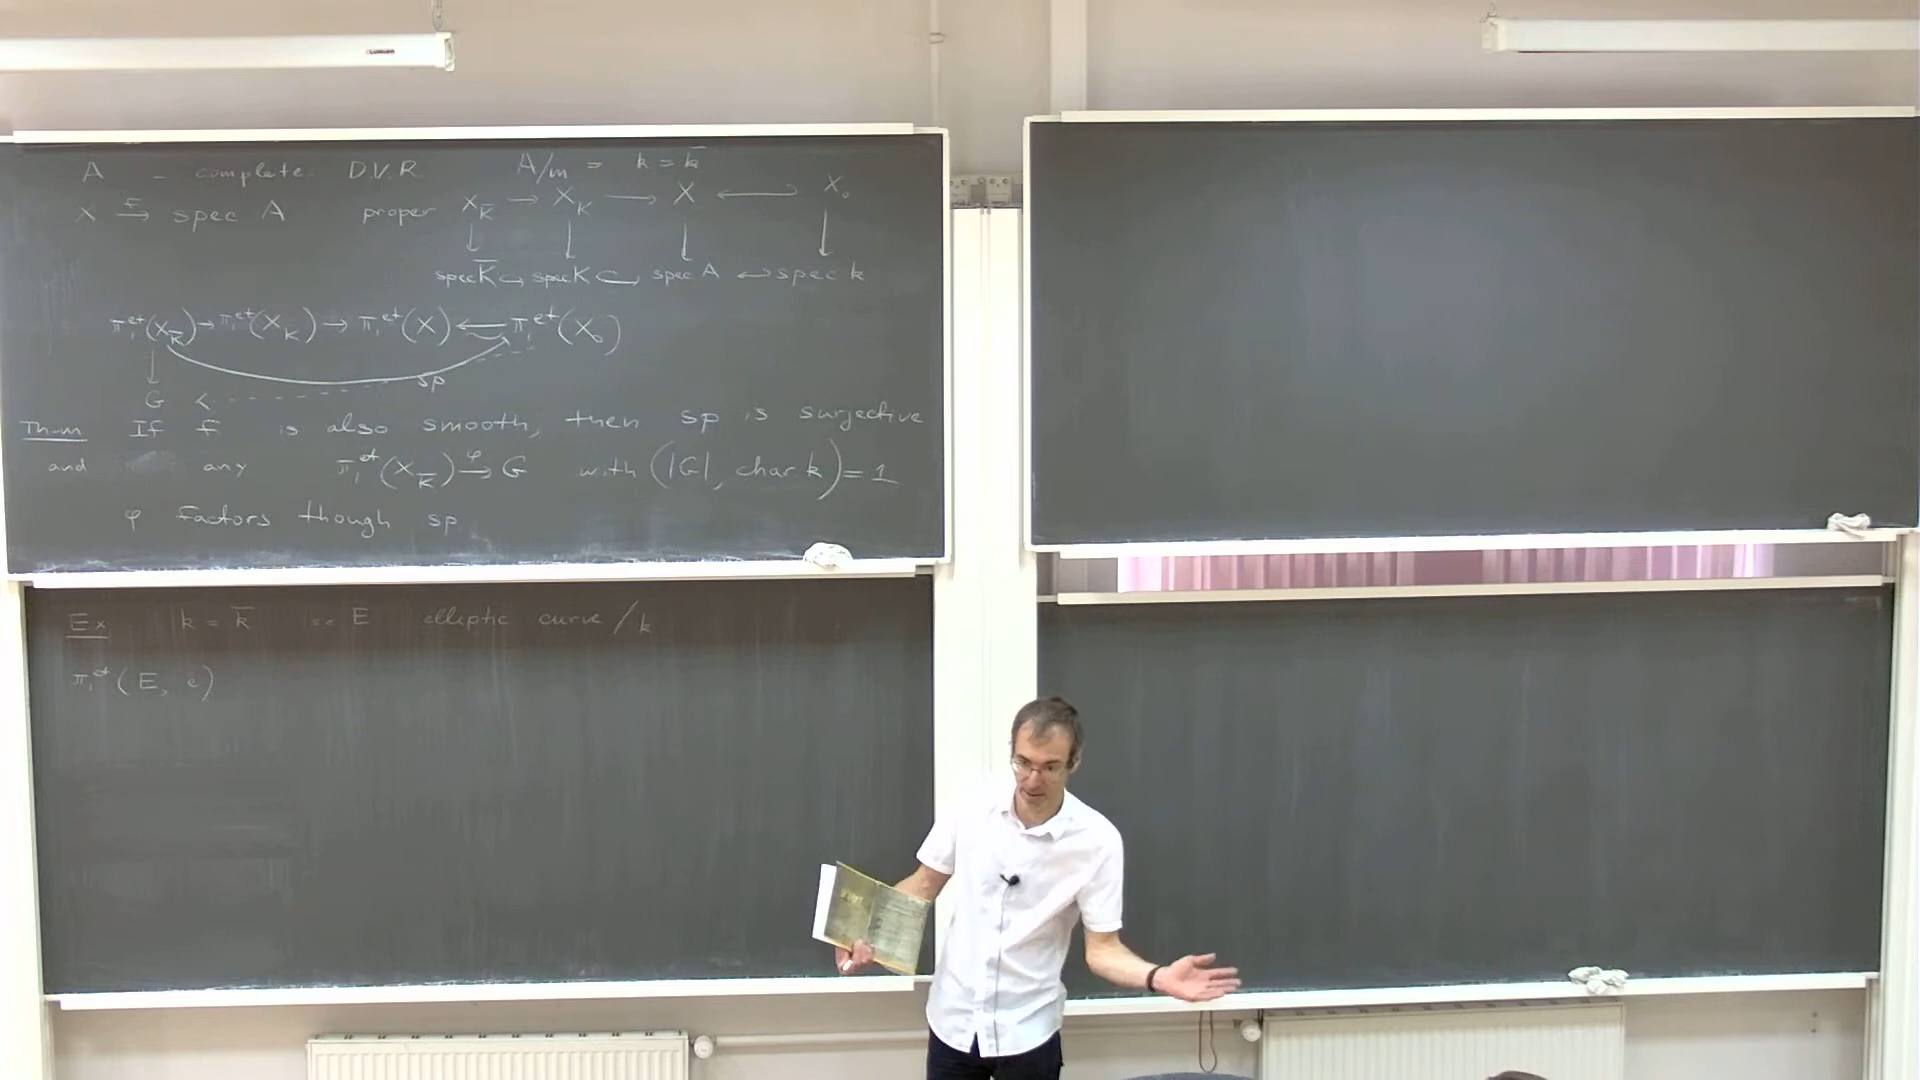 A - complete D.V.R. A/m = k = k̄
X →f spec A proper X_K̄ → X_K → X ← X₀
spec K̄ → spec K ↪ spec A ↩ spec k
π₁^et(X_K̄) → π₁^et(X_K) → π₁^et(X) ← π₁^et(X₀)
sp
G
Thm If f is also smooth, then sp is surjective
and any π₁^et(X_K̄) →φ G with (|G|, char k) = 1
φ factors though sp
Ex k = k̄ e∈E elliptic curve / k
π₁^et(E, e)